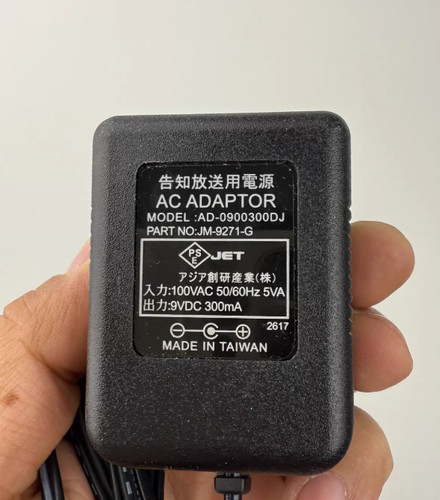 告知放送用電源
AC ADAPTOR
MODEL :AD-0900300DJ
PART NO:JM-9271-G
PS
E
JET
アジア創研産業(株)
入力:100VAC 50/60Hz 5VA
出力:9VDC 300mA
2617
MADE IN TAIWAN